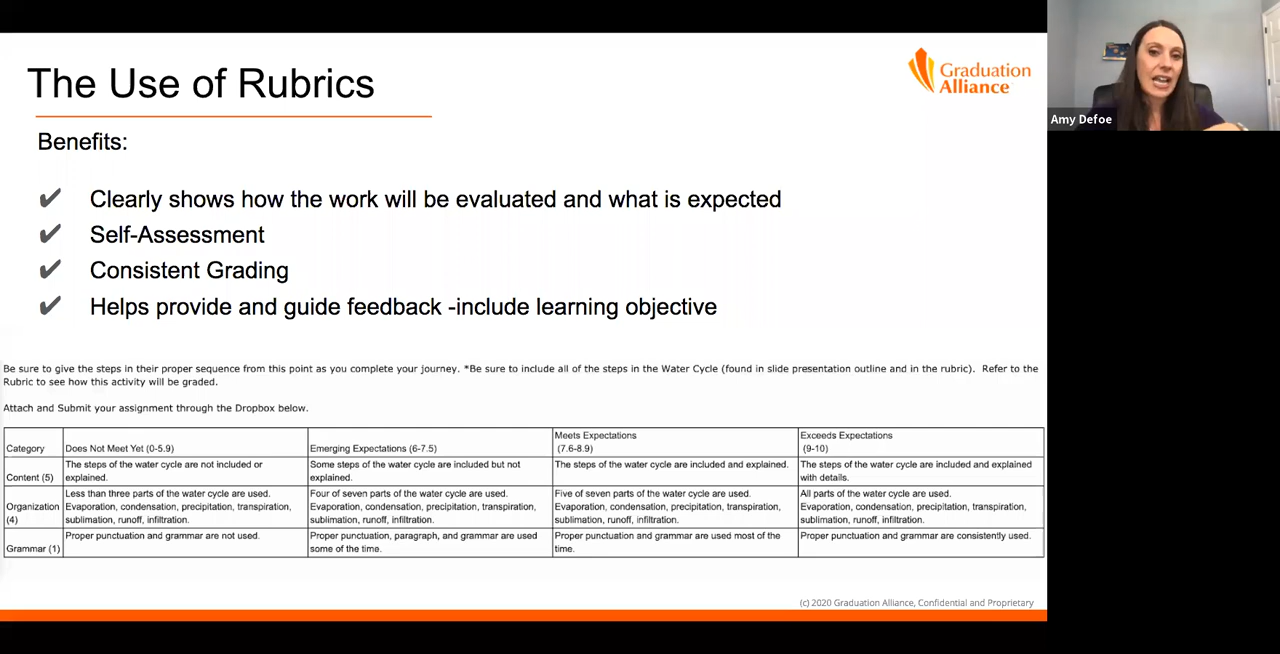 The Use of Rubrics
Graduation
Alliance
Amy Defoe
Benefits:
✔ Clearly shows how the work will be evaluated and what is expected
✔ Self-Assessment
✔ Consistent Grading
✔ Helps provide and guide feedback -include learning objective
Be sure to give the steps in their proper sequence from this point as you complete your journey. *Be sure to include all of the steps in the Water Cycle (found in slide presentation outline and in the rubric).  Refer to the
Rubric to see how this activity will be graded.
Attach and Submit your assignment through the Dropbox below.
Category
Does Not Meet Yet (0-5.9)
Emerging Expectations (6-7.5)
Meets Expectations
(7.6-8.9)
Exceeds Expectations
(9-10)
Content (5)
The steps of the water cycle are not included or
explained.
Some steps of the water cycle are included but not
explained.
The steps of the water cycle are included and explained.
The steps of the water cycle are included and explained
with details.
Organization
(4)
Less than three parts of the water cycle are used.
Evaporation, condensation, precipitation, transpiration,
sublimation, runoff, infiltration.
Four of seven parts of the water cycle are used.
Evaporation, condensation, precipitation, transpiration,
sublimation, runoff, infiltration.
Five of seven parts of the water cycle are used.
Evaporation, condensation, precipitation, transpiration,
sublimation, runoff, infiltration.
All parts of the water cycle are used.
Evaporation, condensation, precipitation, transpiration,
sublimation, runoff, infiltration.
Grammar (1)
Proper punctuation and grammar are not used.
Proper punctuation, paragraph, and grammar are used
some of the time.
Proper punctuation and grammar are used most of the
time.
Proper punctuation and grammar are consistently used.
(c) 2020 Graduation Alliance, Confidential and Proprietary